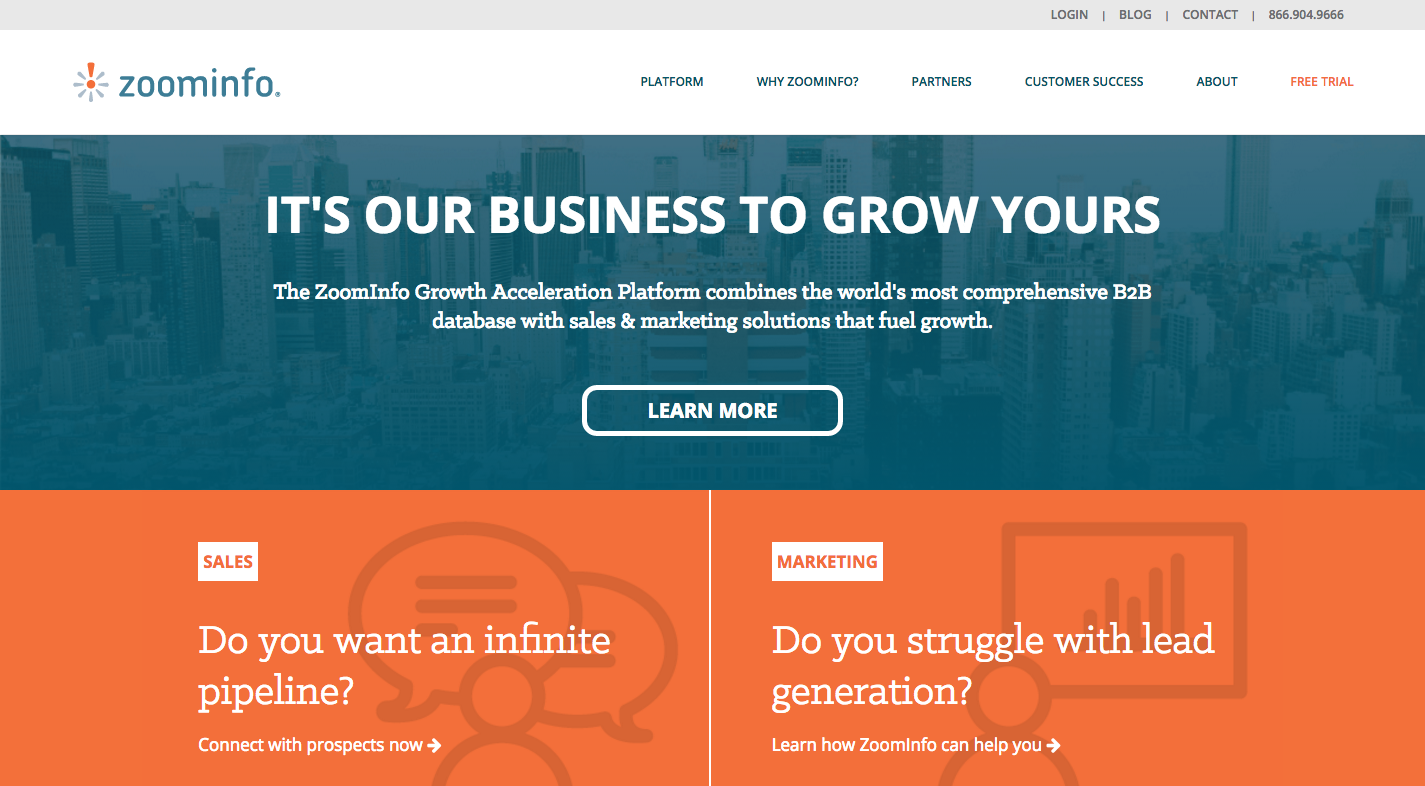 LOGIN | BLOG | CONTACT | 866.904.9666
zoominfo®
PLATFORM WHY ZOOMINFO? PARTNERS CUSTOMER SUCCESS ABOUT FREE TRIAL
IT'S OUR BUSINESS TO GROW YOURS
The ZoomInfo Growth Acceleration Platform combines the world's most comprehensive B2B
database with sales & marketing solutions that fuel growth.
LEARN MORE
SALES
Do you want an infinite
pipeline?
Connect with prospects now →
MARKETING
Do you struggle with lead
generation?
Learn how ZoomInfo can help you →